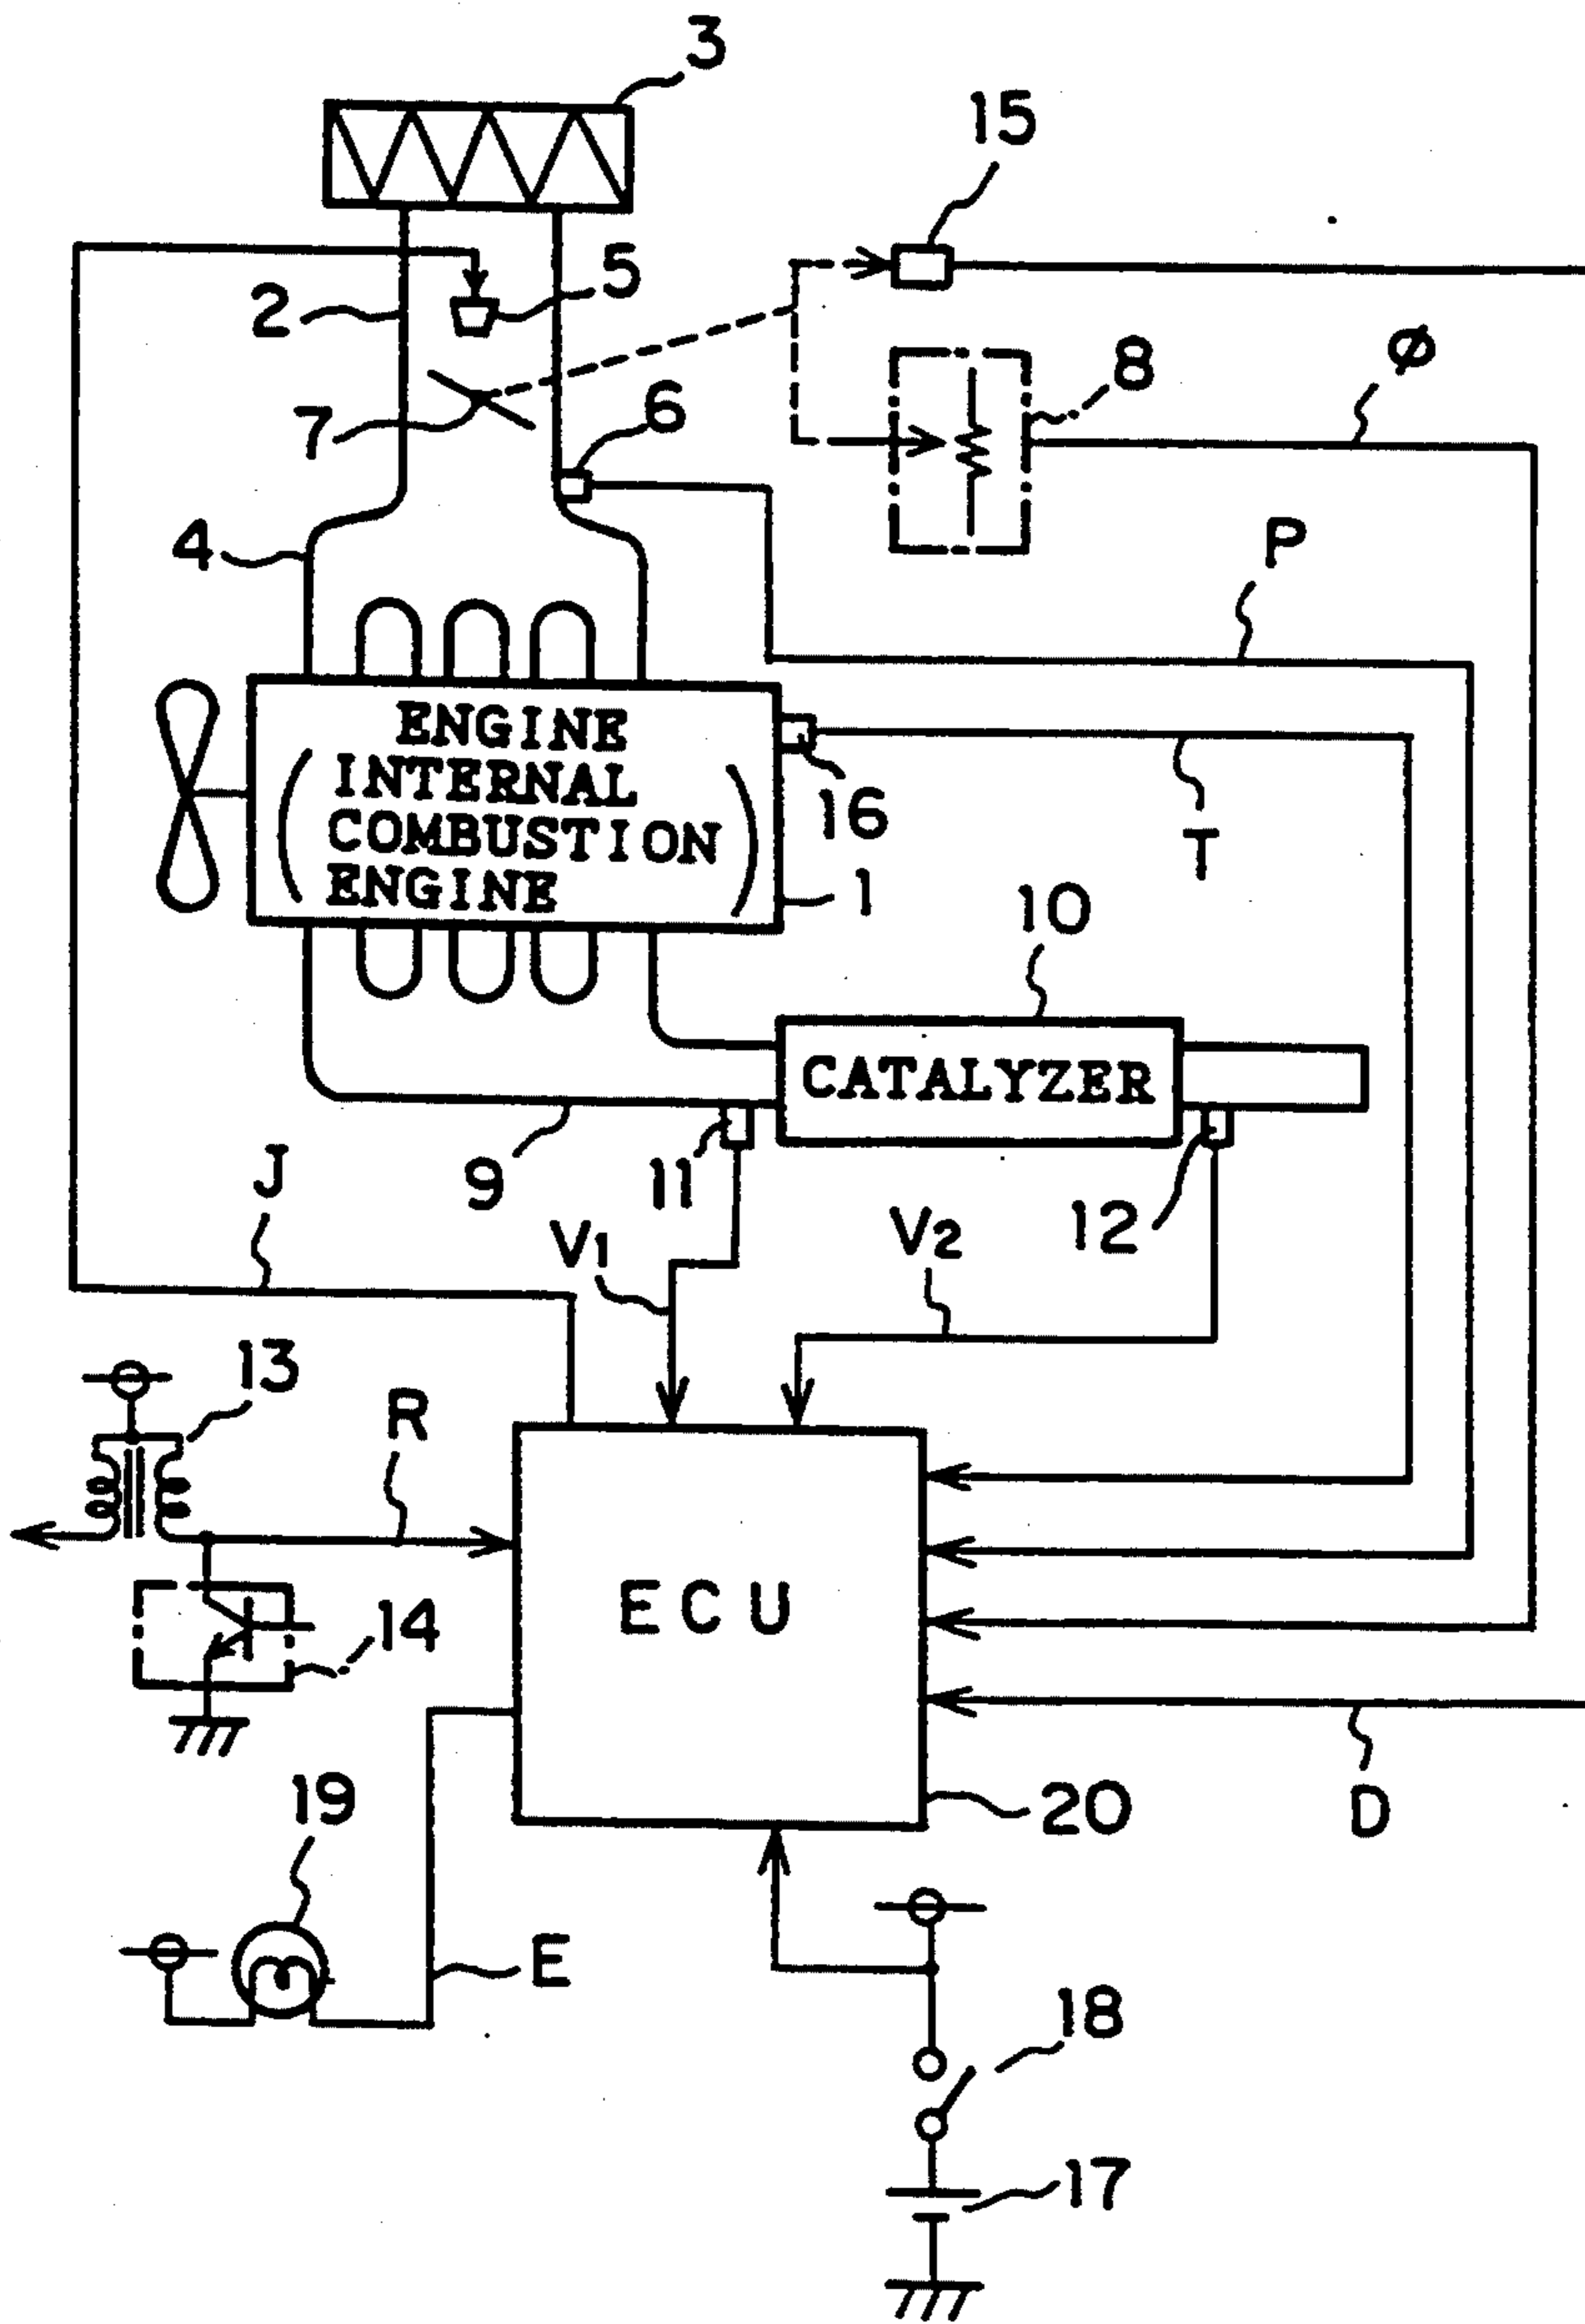 3
15
5
2
φ
8
6
7
4
P
ENGINE
(INTERNAL
COMBUSTION
ENGINE)
16
T
1
10
CATALYZER
J
9
11
12
V1
V2
13
R
ECU
14
19
20
D
E
18
17